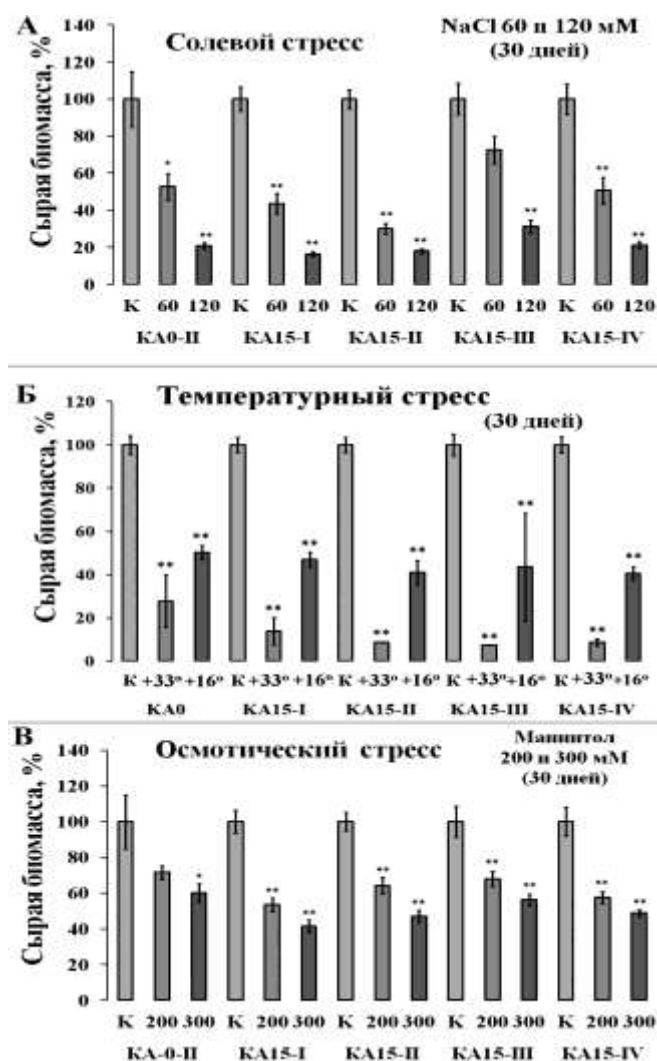 А
Солевой стресс
NaCl 60 и 120 мМ
(30 дней)
Сырая биомасса, %
120
100
80
60
40
20
0
* ** ** ** ** ** ** ** **
К 60 120 К 60 120 К 60 120 К 60 120 К 60 120
КА0-II КА15-I КА15-II КА15-III КА15-IV
Б
Температурный стресс
(30 дней)
Сырая биомасса, %
120
100
80
60
40
20
0
** ** ** ** ** ** ** ** ** **
К +33° +16° К +33° +16° К +33° +16° К +33° +16° К +33° +16°
КА0 КА15-I КА15-II КА15-III КА15-IV
В
Осмотический стресс
Маннитол
200 и 300 мМ
(30 дней)
Сырая биомасса, %
140
120
100
80
60
40
20
0
* ** ** ** ** ** ** ** **
К 200 300 К 200 300 К 200 300 К 200 300 К 200 300
КА-0-II КА15-I КА15-II КА15-III КА15-IV